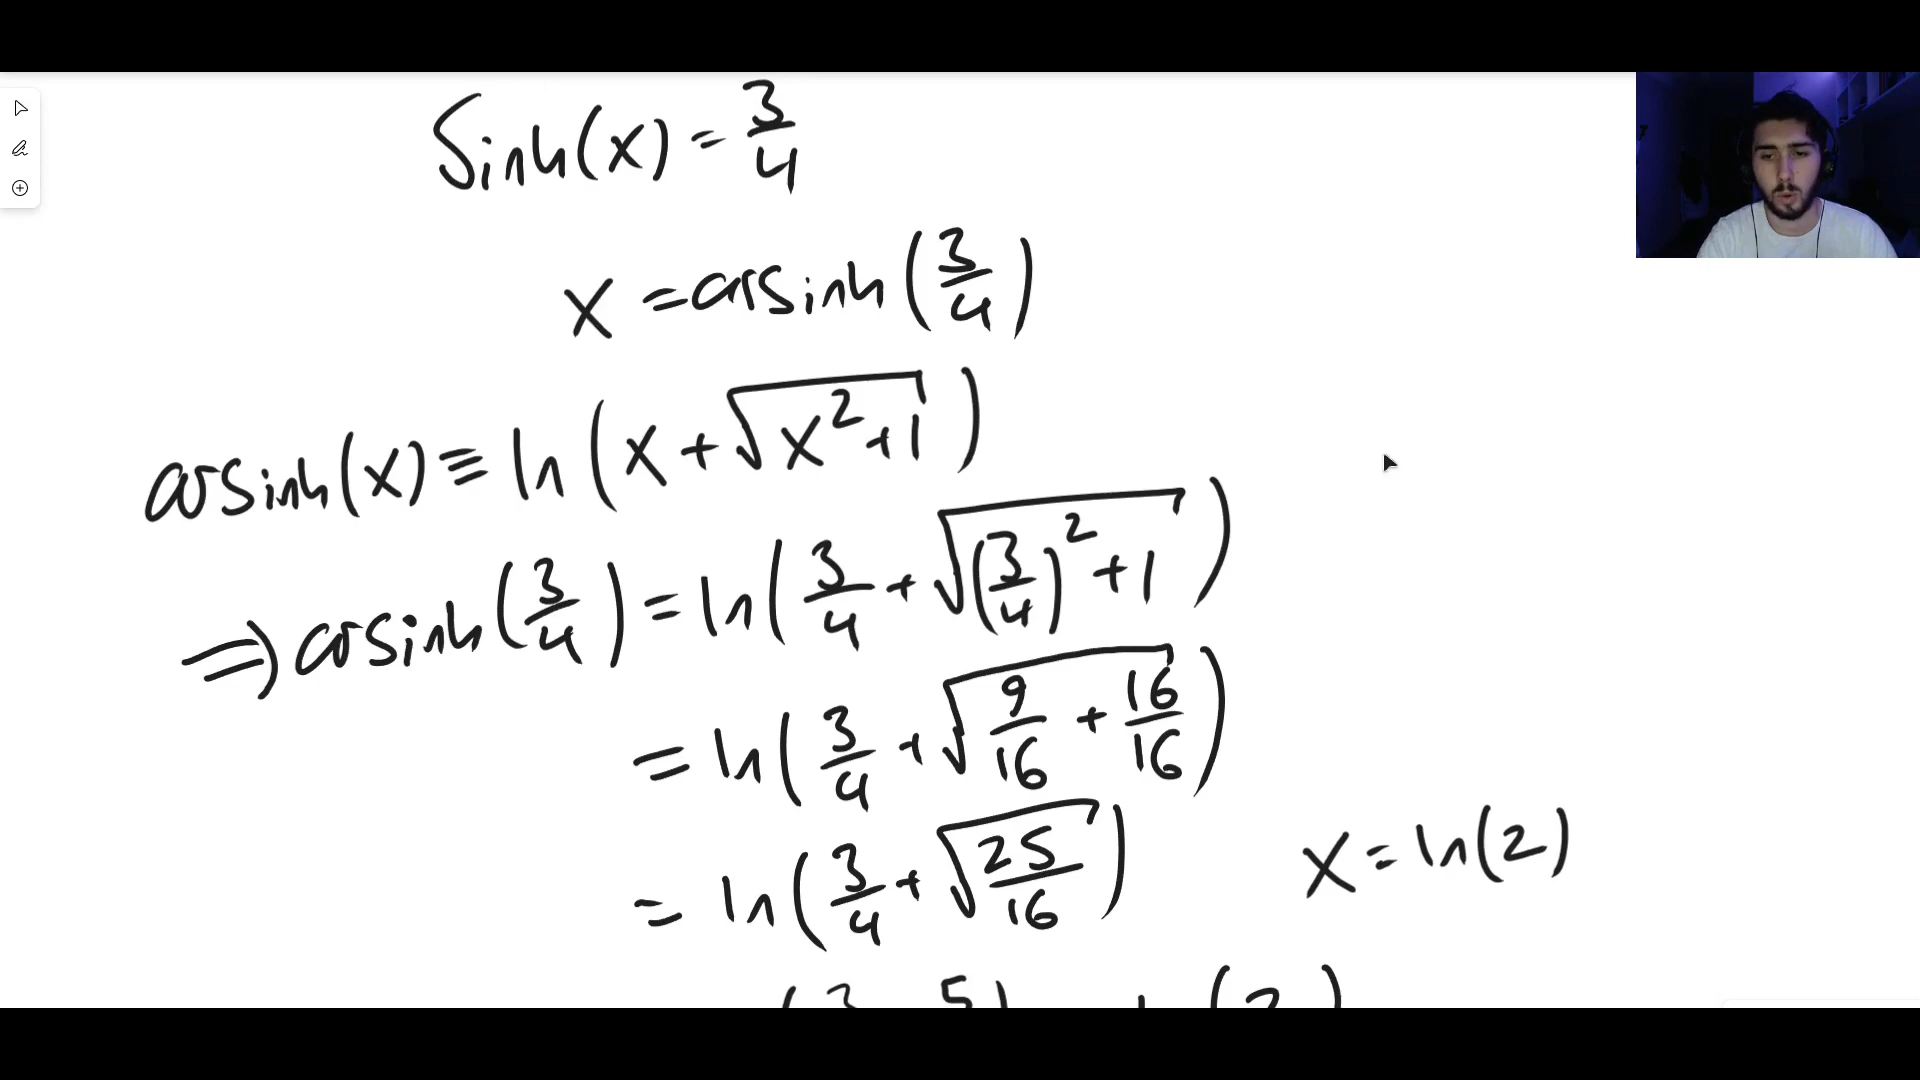 Sinh(x) = 3/4
x = arsinh(3/4)
arsinh(x) ≡ ln(x + √(x² + 1))
⇒ arsinh(3/4) = ln(3/4 + √((3/4)² + 1))
= ln(3/4 + √(9/16 + 16/16))
= ln(3/4 + √(25/16))
x = ln(2)